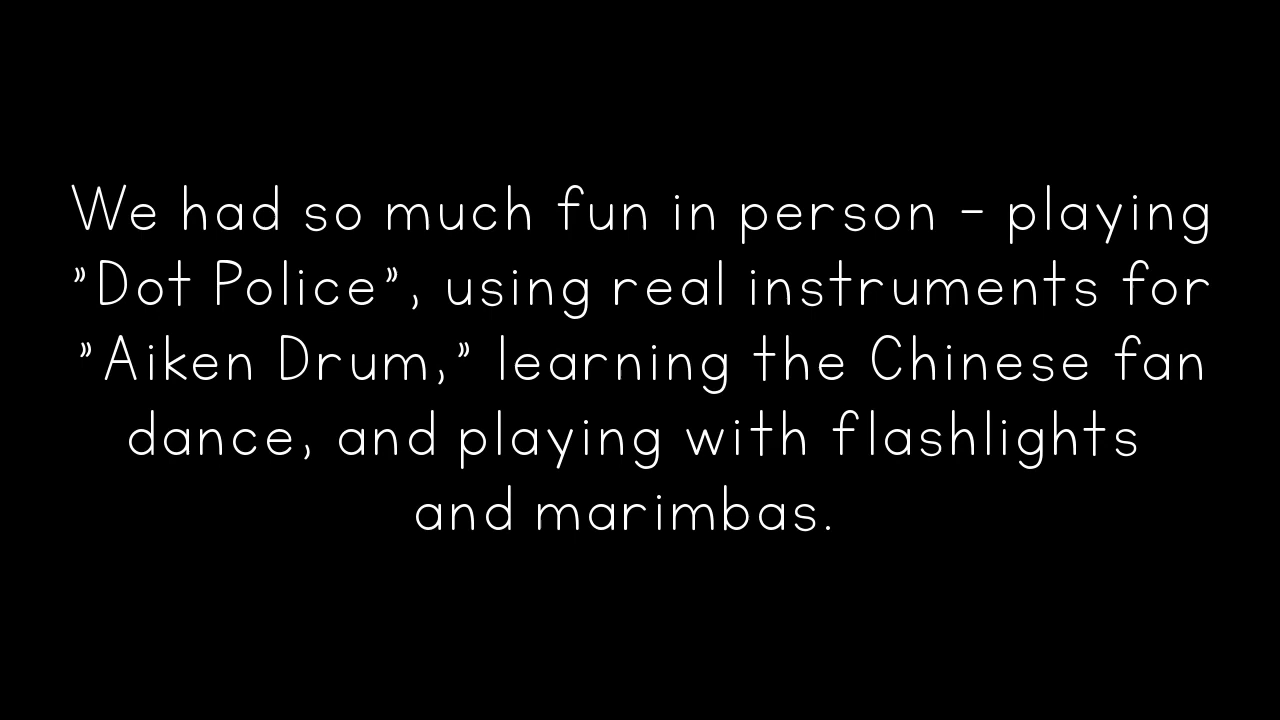 We had so much fun in person - playing
”Dot Police”, using real instruments for
”Aiken Drum,” learning the Chinese fan
dance, and playing with flashlights
and marimbas.